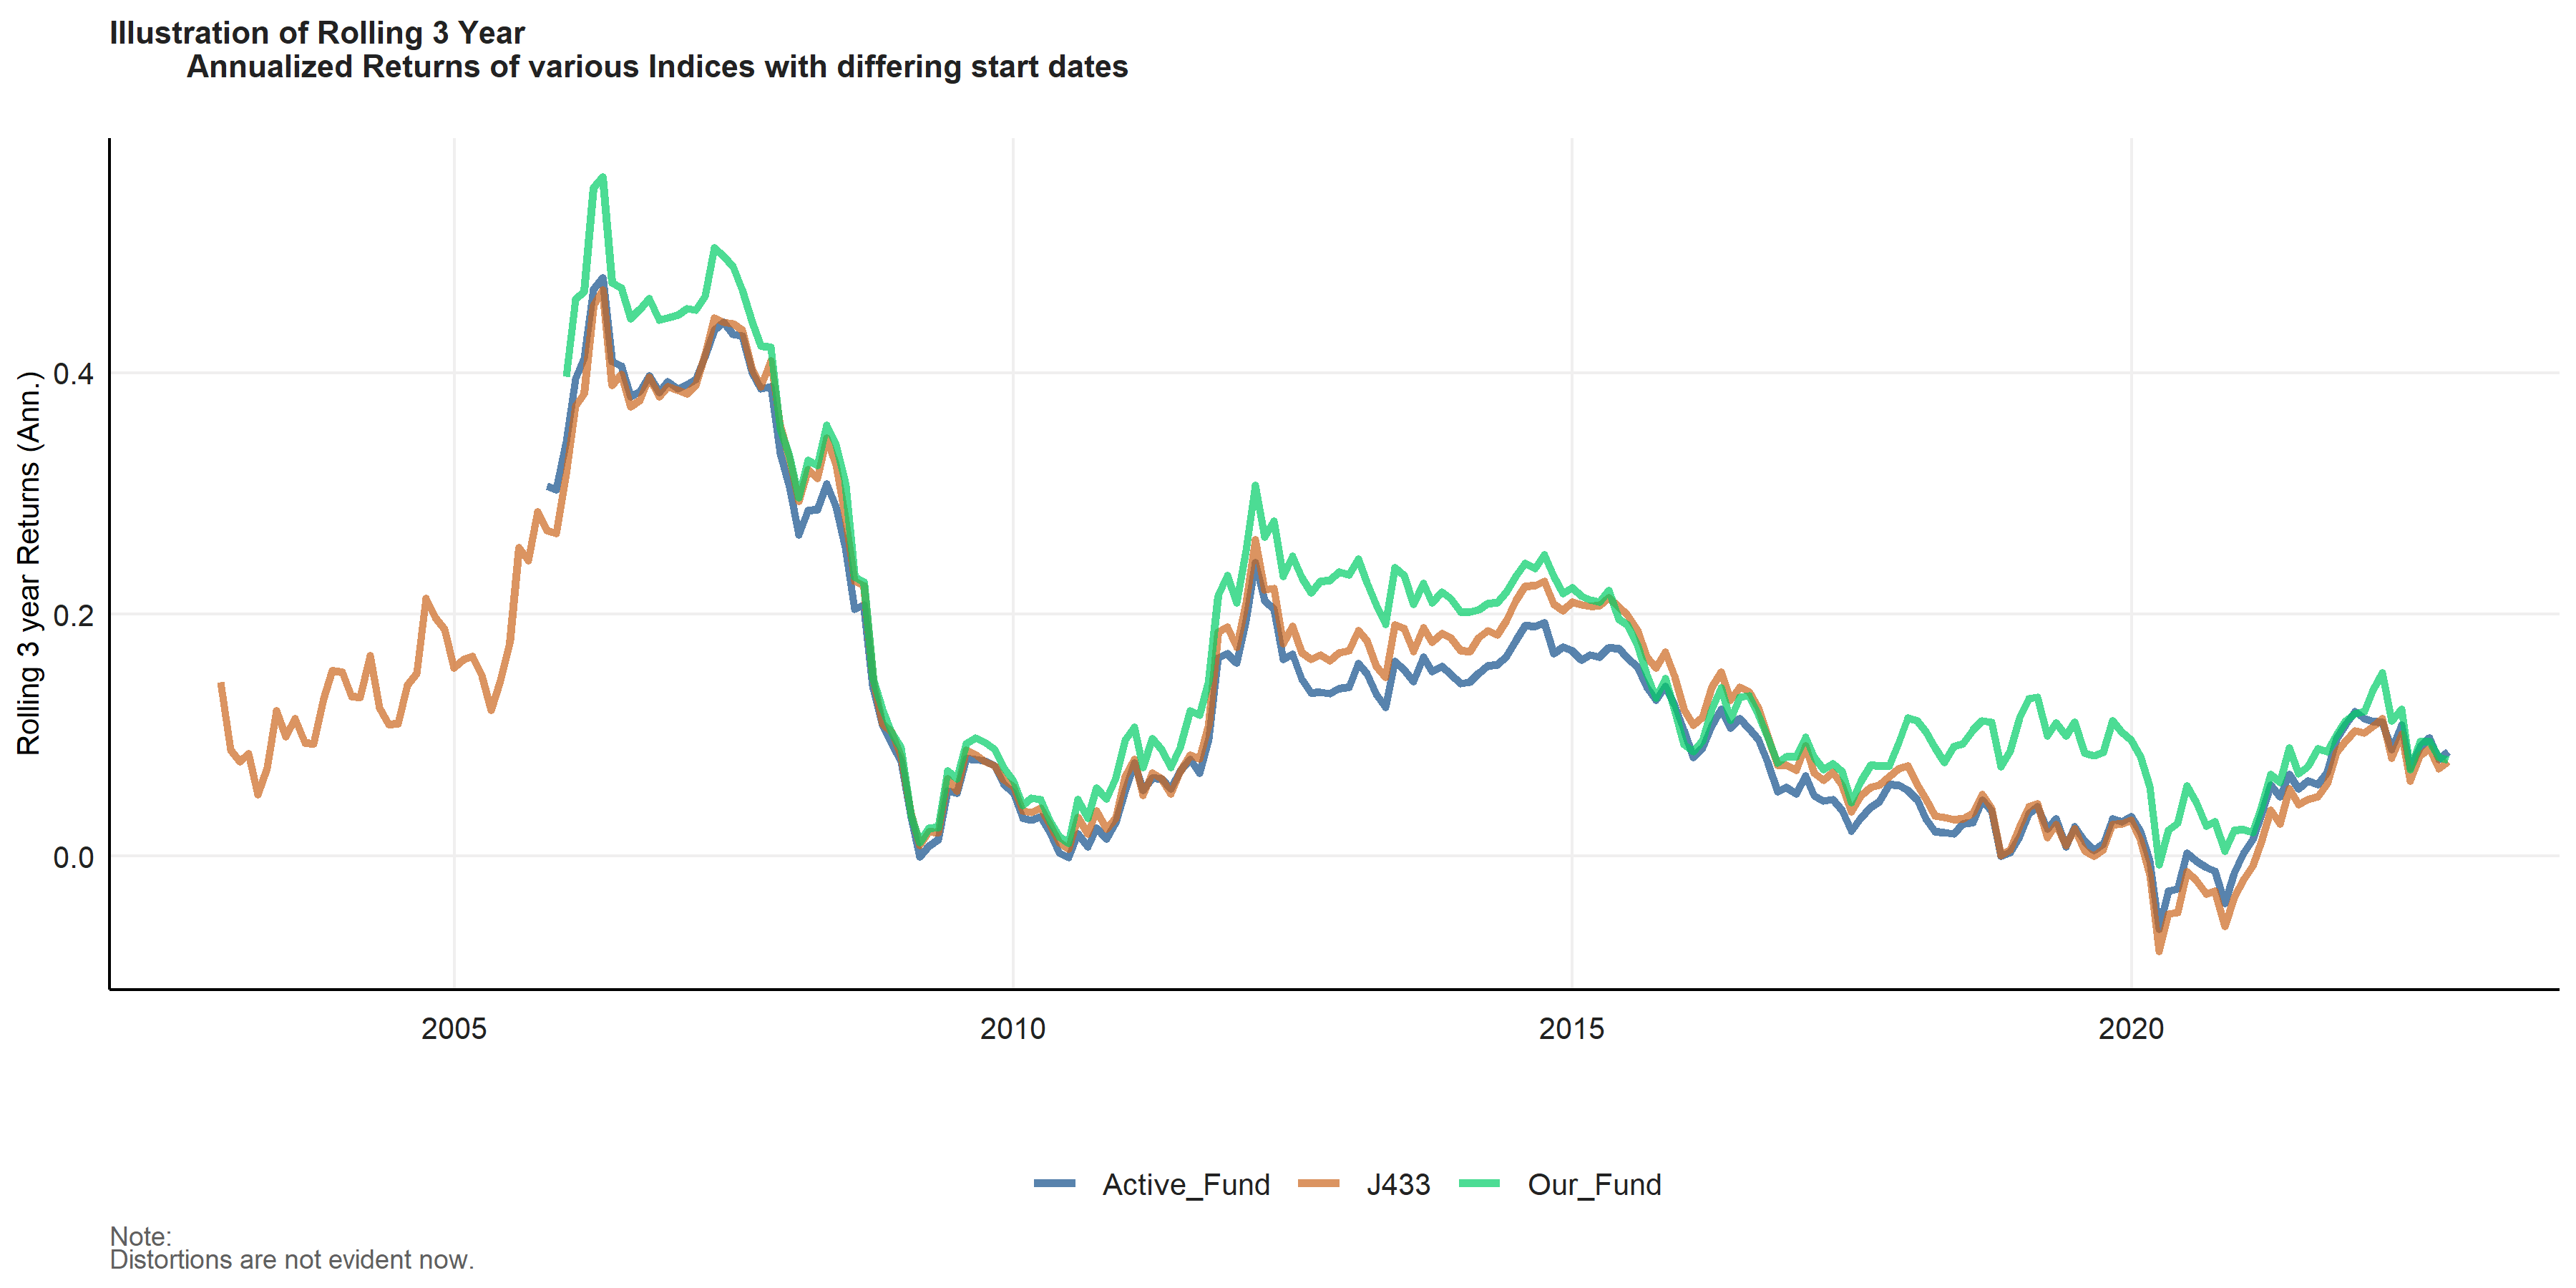 Illustration of Rolling 3 Year
Annualized Returns of various Indices with differing start dates
Rolling 3 year Returns (Ann.)
0.4
0.2
0.0
2005
2010
2015
2020
Active_Fund
J433
Our_Fund
Note:
Distortions are not evident now.